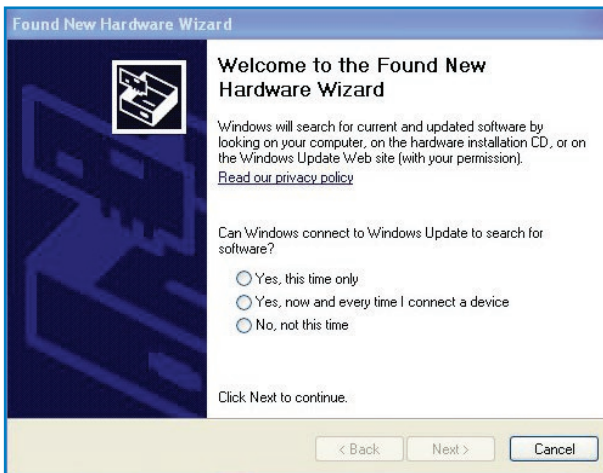 Found New Hardware Wizard
Welcome to the Found New
Hardware Wizard
Windows will search for current and updated software by
looking on your computer, on the hardware installation CD, or on
the Windows Update Web site (with your permission).
Read our privacy policy
Can Windows connect to Windows Update to search for
software?
Yes, this time only
Yes, now and every time I connect a device
No, not this time
Click Next to continue.
< Back Next > Cancel